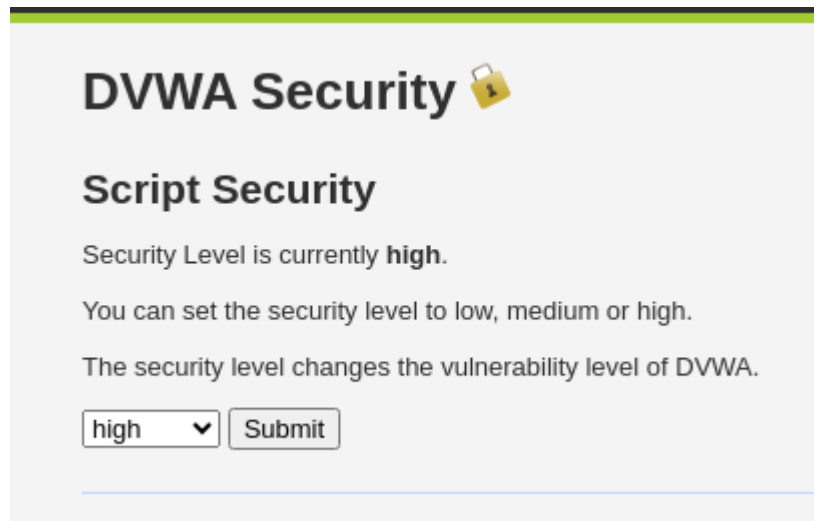 DVWA Security
Script Security
Security Level is currently high.
You can set the security level to low, medium or high.
The security level changes the vulnerability level of DVWA.
high Submit